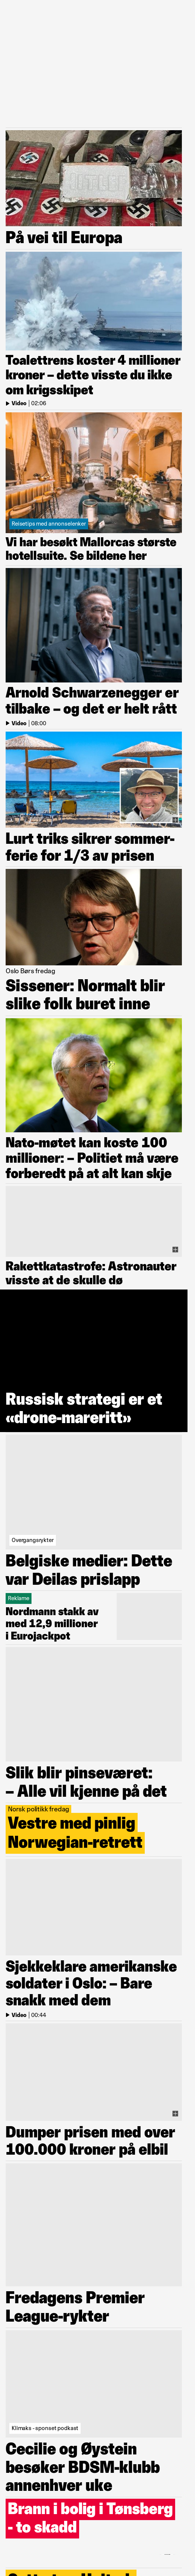 På vei til Europa
Toalettrens koster 4 millioner
kroner – dette visste du ikke
om krigsskipet
Video | 02:06
Reisetips med annonselenker
Vi har besøkt Mallorcas største
hotellsuite. Se bildene her
Arnold Schwarzenegger er
tilbake – og det er helt rått
Video | 08:00
Lurt triks sikrer sommer-
ferie for 1/3 av prisen
Oslo Børs fredag
Sissener: Normalt blir
slike folk buret inne
Nato-møtet kan koste 100
millioner: – Politiet må være
forberedt på at alt kan skje
Rakettkatastrofe: Astronauter
visste at de skulle dø
Russisk strategi er et
«drone-mareritt»
Overgangsrykter
Belgiske medier: Dette
var Deilas prislapp
Reklame
Nordmann stakk av
med 12,9 millioner
i Eurojackpot
Slik blir pinseværet:
– Alle vil kjenne på det
Norsk politikk fredag
Vestre med pinlig
Norwegian-retrett
Sjekkeklare amerikanske
soldater i Oslo: – Bare
snakk med dem
Video | 00:44
Dumper prisen med over
100.000 kroner på elbil
Fredagens Premier
League-rykter
Klimaks - sponset podkast
Cecilie og Øystein
besøker BDSM-klubb
annenhver uke
Brann i bolig i Tønsberg
- to skadd